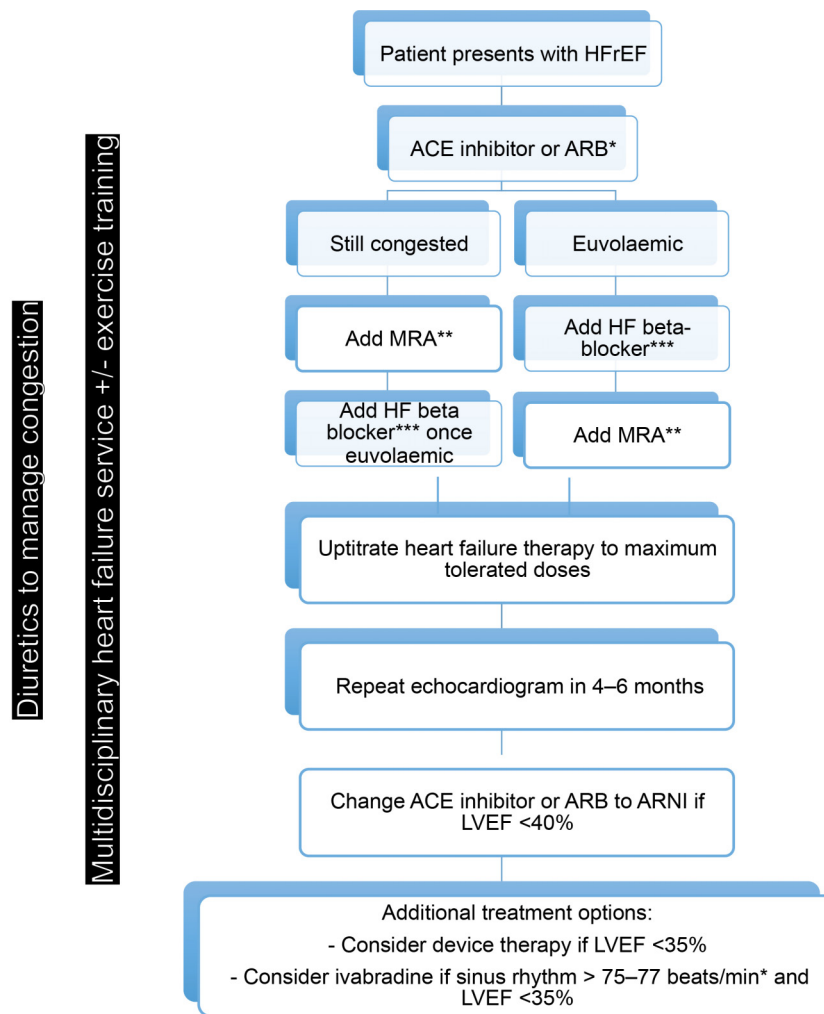 Patient presents with HFrEF
ACE inhibitor or ARB*
Still congested
Euvolaemic
Add MRA**
Add HF beta-
blocker***
Add HF beta
blocker*** once
euvolaemic
Add MRA**
Uptitrate heart failure therapy to maximum
tolerated doses
Repeat echocardiogram in 4–6 months
Change ACE inhibitor or ARB to ARNI if
LVEF <40%
Additional treatment options:
- Consider device therapy if LVEF <35%
- Consider ivabradine if sinus rhythm > 75–77 beats/min* and
LVEF <35%
Diuretics to manage congestion
Multidisciplinary heart failure service +/- exercise training